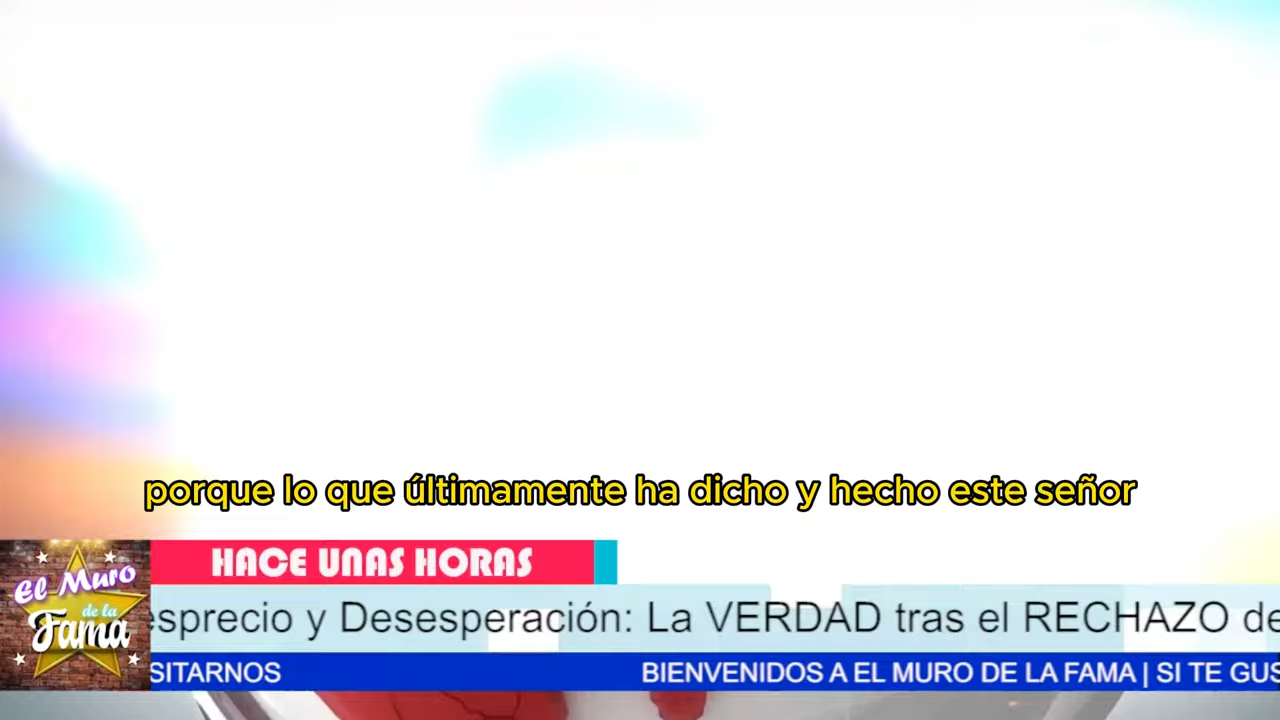 porque lo que últimamente ha dicho y hecho este señor
HACE UNAS HORAS
El Muro
de la
Fama
esprecio y Desesperación: La VERDAD tras el RECHAZO de
SITARNOS
BIENVENIDOS A EL MURO DE LA FAMA | SI TE GUS